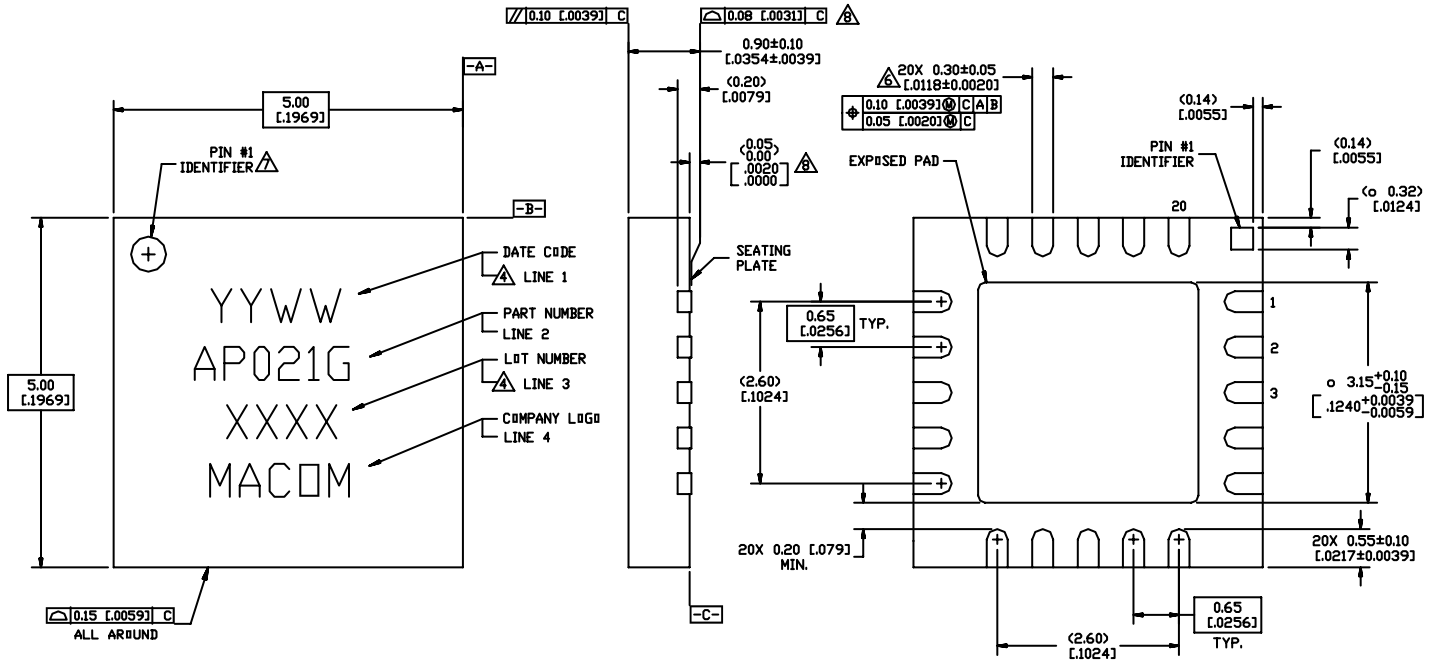 // 0.10 [.0039] C
⌓ 0.08 [.0031] C 8
0.90±0.10
[.0354±.0039]
-A-
5.00
[.1969]
(0.20)
[.0079]
6 20X 0.30±0.05
[.0118±0.0020]
⌖ 0.10 [.0039]Ⓜ C A B
0.05 [.0020]Ⓜ C
(0.14)
[.0055]
PIN #1
IDENTIFIER 7
(0.05
0.00)
[.0020
.0000] 8
EXPOSED PAD
PIN #1
IDENTIFIER
(0.14)
[.0055]
(□ 0.32)
[.0124]
-B-
20
DATE CODE
4 LINE 1
SEATING
PLATE
YYWW
PART NUMBER
LINE 2
AP021G
LOT NUMBER
4 LINE 3
XXXX
COMPANY LOGO
LINE 4
MACOM
5.00
[.1969]
0.65
[.0256] TYP.
(2.60)
[.1024]
1
2
3
□ 3.15+0.10
-0.15
[.1240+0.0039
-0.0059]
20X 0.20 [.079]
MIN.
20X 0.55±0.10
[.0217±0.0039]
⌓ 0.15 [.0059] C
ALL AROUND
-C-
0.65
[.0256]
TYP.
(2.60)
[.1024]